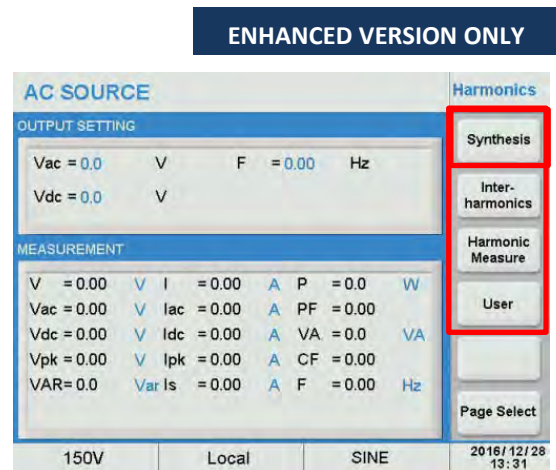 ENHANCED VERSION ONLY
AC SOURCE
Harmonics
OUTPUT SETTING
Vac = 0.0 V F = 0.00 Hz
Vdc = 0.0 V
MEASUREMENT
V = 0.00 V I = 0.00 A P = 0.0 W
Vac = 0.00 V Iac = 0.00 A PF = 0.00
Vdc = 0.00 V Idc = 0.00 A VA = 0.0 VA
Vpk = 0.00 V Ipk = 0.00 A CF = 0.00
VAR= 0.0 Var Is = 0.00 A F = 0.00 Hz
Synthesis
Inter-
harmonics
Harmonic
Measure
User
Page Select
150V Local SINE
2016/12/28
13:31